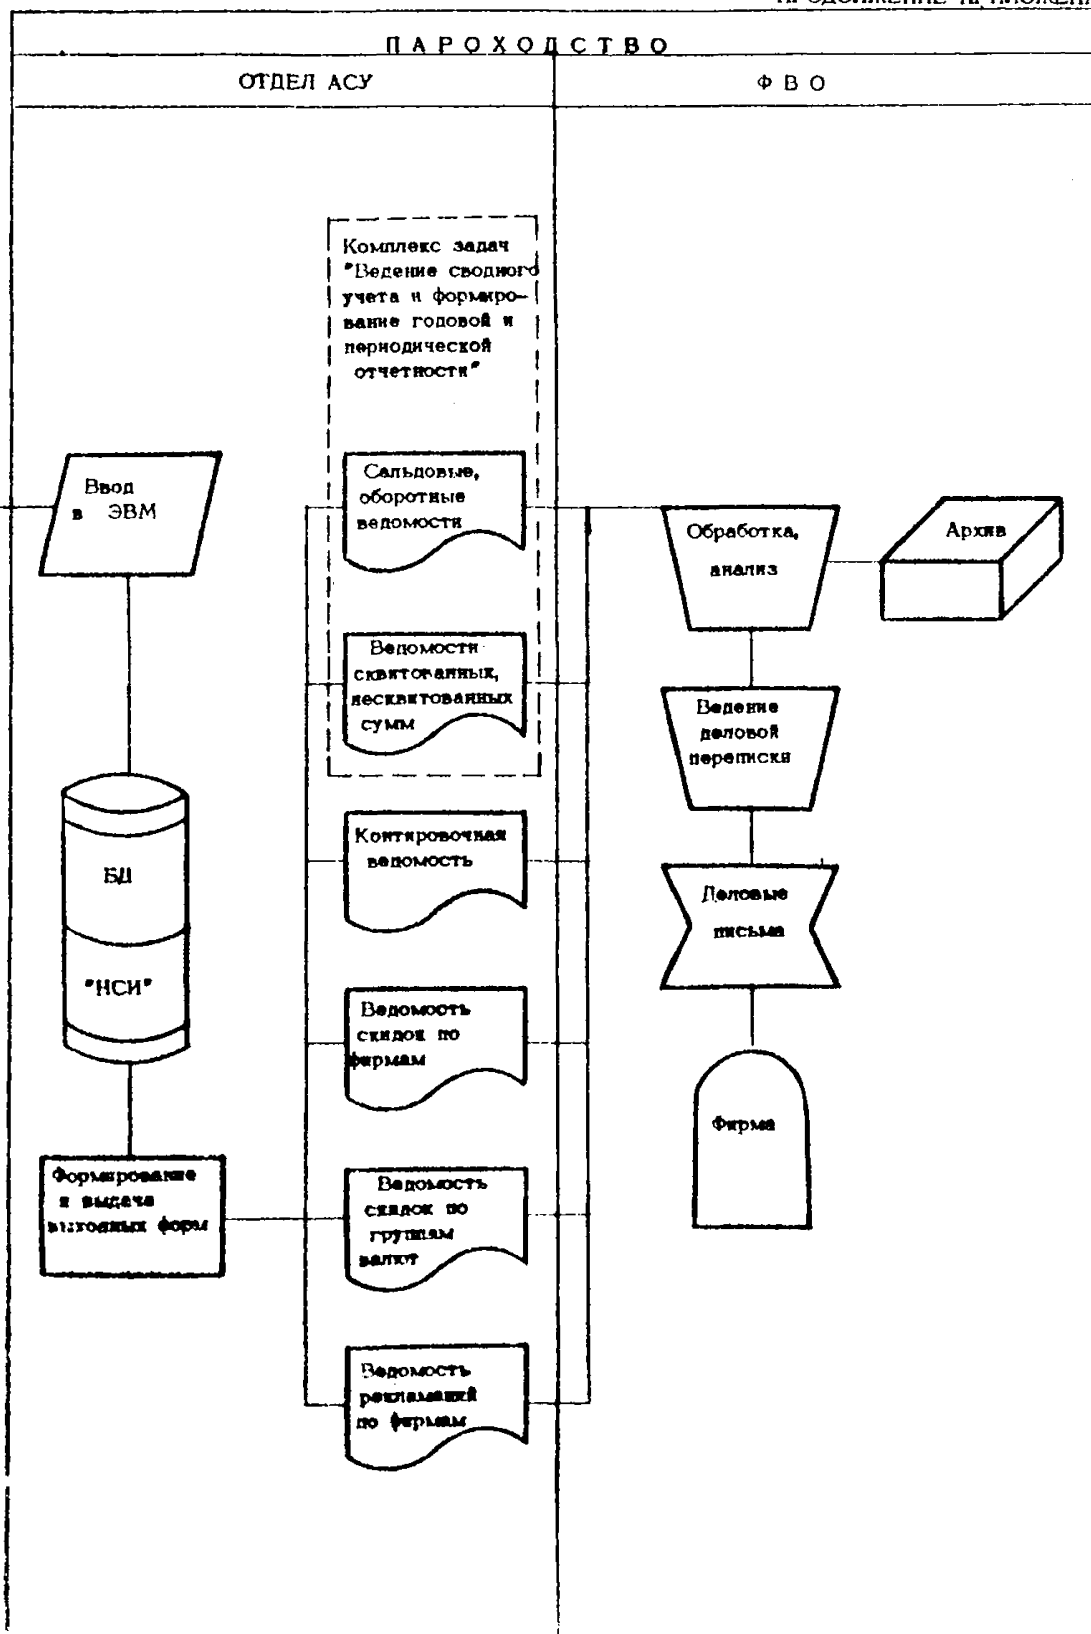 ПАРОХОДСТВО
ОТДЕЛ АСУ
ФВО
Комплекс задач
"Ведение сводного
учета и формиро-
вание годовой и
периодической
отчетности"
Ввод
в ЭВМ
Сальдовые,
оборотные
ведомости
Обработка,
анализ
Архив
Ведомости
сквитованных,
несквитованных
сумм
Ведение
деловой
переписки
БД
"НСИ"
Контировочная
ведомость
Деловые
письма
Ведомость
скидок по
фирмам
Фирма
Формирование
и выдача
выходных форм
Ведомость
скидок по
группам
валют
Ведомость
рекламаций
по фирмам